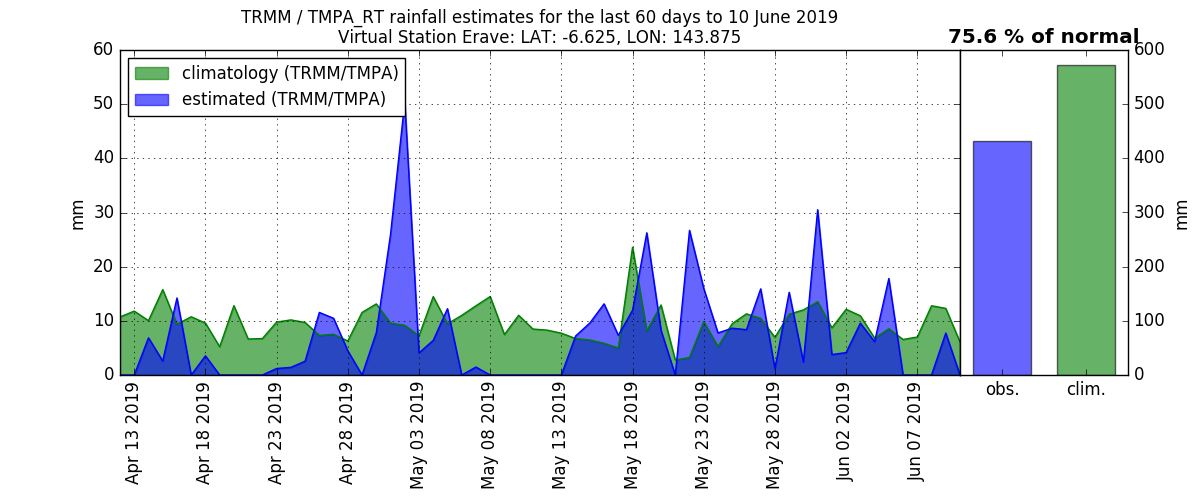 TRMM / TMPA_RT rainfall estimates for the last 60 days to 10 June 2019
Virtual Station Erave: LAT: -6.625, LON: 143.875
75.6 % of normal
climatology (TRMM/TMPA)
estimated (TRMM/TMPA)
mm
60
50
40
30
20
10
0
Apr 13 2019
Apr 18 2019
Apr 23 2019
Apr 28 2019
May 03 2019
May 08 2019
May 13 2019
May 18 2019
May 23 2019
May 28 2019
Jun 02 2019
Jun 07 2019
obs.
clim.
600
500
400
300
200
100
0
mm